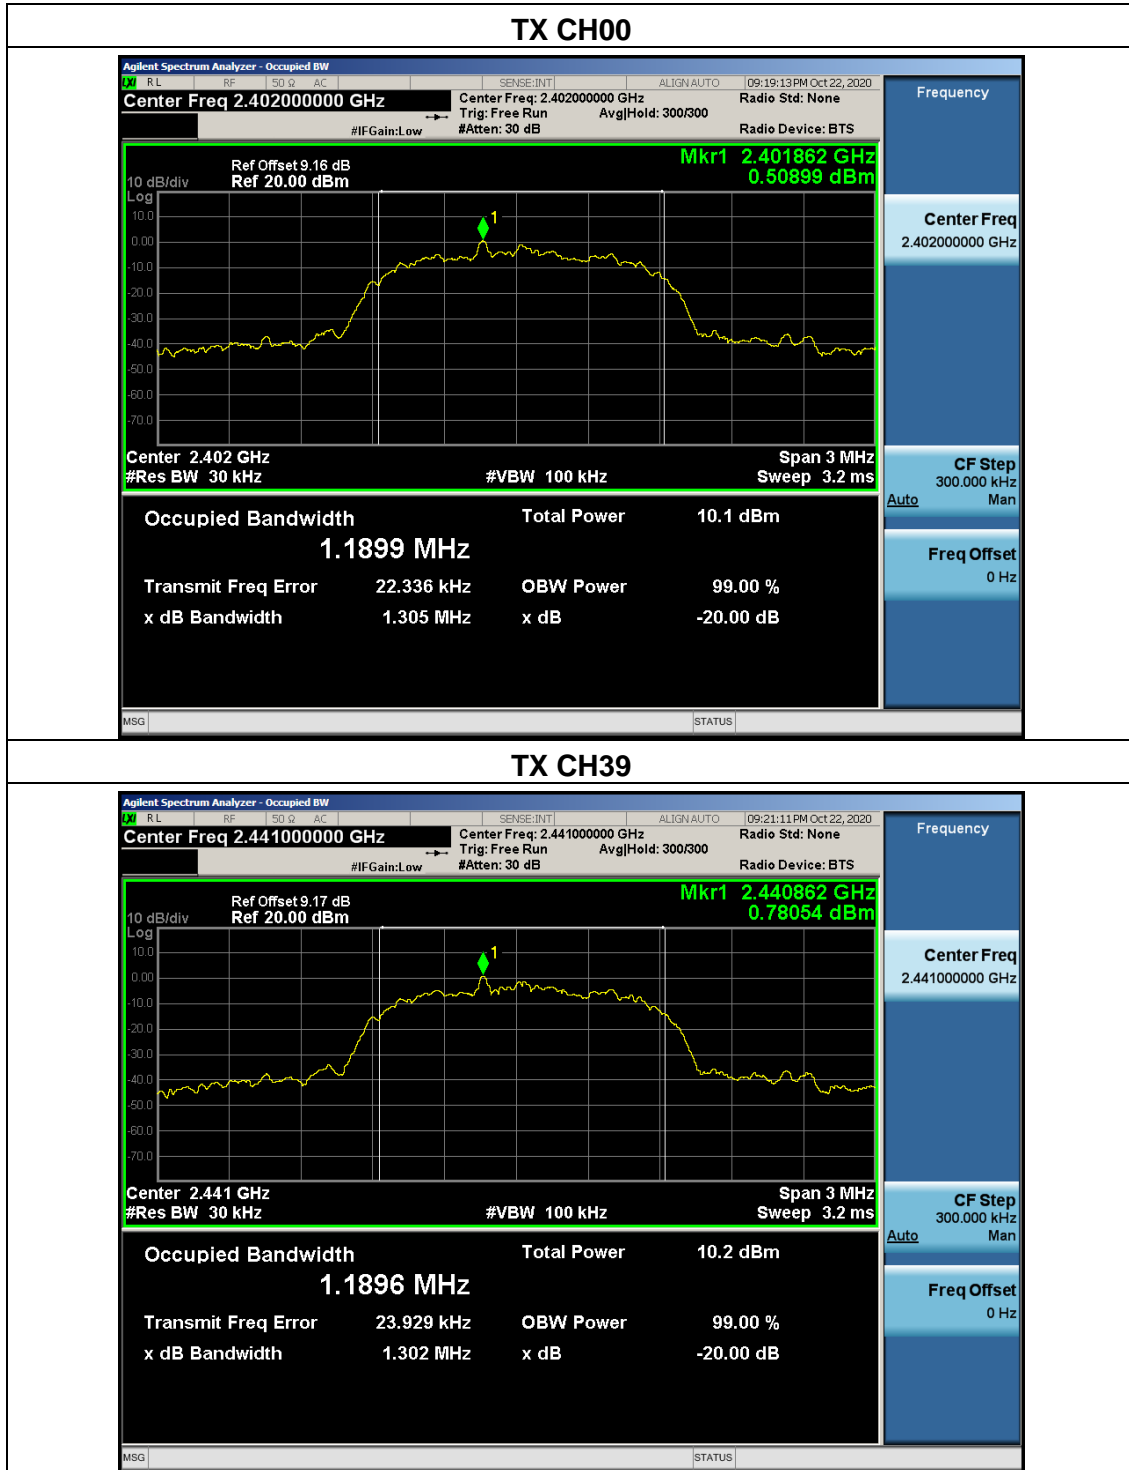 TX CH00
Agilent Spectrum Analyzer - Occupied BW
LXI RL RF 50 Ω AC SENSE:INT ALIGN AUTO 09:19:13 PM Oct 22, 2020
Center Freq 2.402000000 GHz
Center Freq: 2.402000000 GHz Radio Std: None
Trig: Free Run Avg|Hold: 300/300
#IFGain:Low #Atten: 30 dB Radio Device: BTS
Frequency
Mkr1 2.401862 GHz
0.50899 dBm
Ref Offset 9.16 dB
10 dB/div Ref 20.00 dBm
Log
10.0
0.00
-10.0
-20.0
-30.0
-40.0
-50.0
-60.0
-70.0
1
Center 2.402 GHz Span 3 MHz
#Res BW 30 kHz #VBW 100 kHz Sweep 3.2 ms
Center Freq
2.402000000 GHz
CF Step
300.000 kHz
Auto Man
Freq Offset
0 Hz
Occupied Bandwidth Total Power 10.1 dBm
1.1899 MHz
Transmit Freq Error 22.336 kHz OBW Power 99.00 %
x dB Bandwidth 1.305 MHz x dB -20.00 dB
MSG STATUS
TX CH39
Agilent Spectrum Analyzer - Occupied BW
LXI RL RF 50 Ω AC SENSE:INT ALIGN AUTO 09:21:11 PM Oct 22, 2020
Center Freq 2.441000000 GHz
Center Freq: 2.441000000 GHz Radio Std: None
Trig: Free Run Avg|Hold: 300/300
#IFGain:Low #Atten: 30 dB Radio Device: BTS
Frequency
Mkr1 2.440862 GHz
0.78054 dBm
Ref Offset 9.17 dB
10 dB/div Ref 20.00 dBm
Log
10.0
0.00
-10.0
-20.0
-30.0
-40.0
-50.0
-60.0
-70.0
1
Center 2.441 GHz Span 3 MHz
#Res BW 30 kHz #VBW 100 kHz Sweep 3.2 ms
Center Freq
2.441000000 GHz
CF Step
300.000 kHz
Auto Man
Freq Offset
0 Hz
Occupied Bandwidth Total Power 10.2 dBm
1.1896 MHz
Transmit Freq Error 23.929 kHz OBW Power 99.00 %
x dB Bandwidth 1.302 MHz x dB -20.00 dB
MSG STATUS